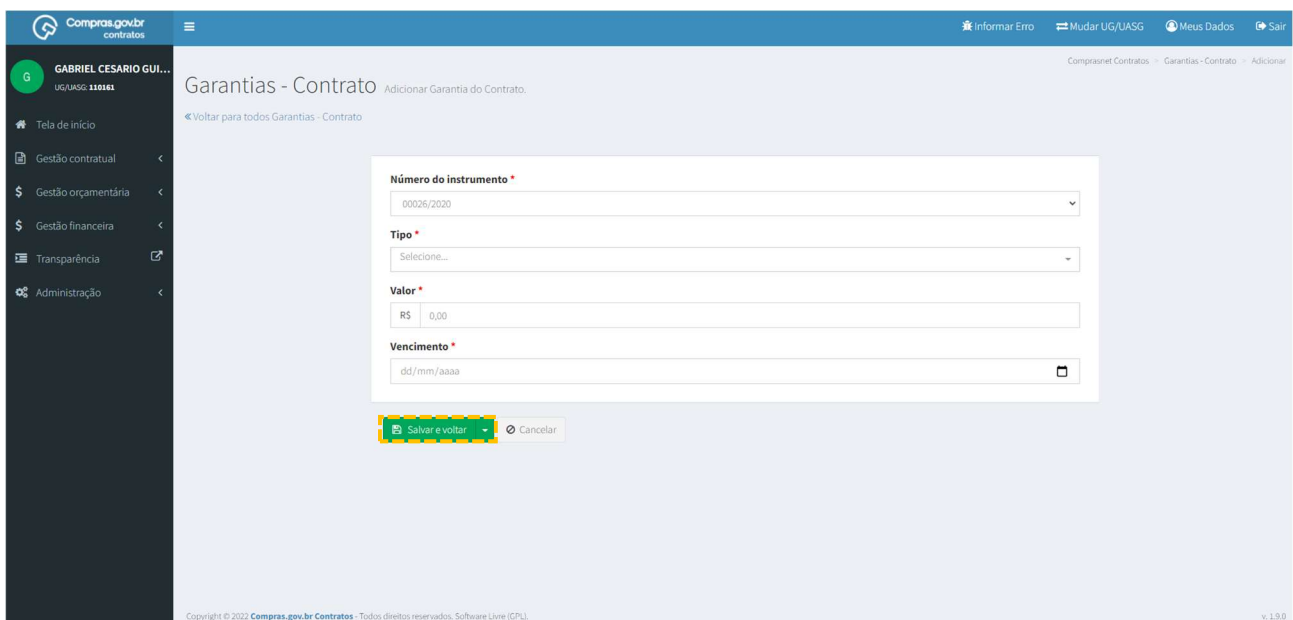 Compras.gov.br
contratos
Informar Erro
Mudar UG/UASG
Meus Dados
Sair
G
GABRIEL CESARIO GUI...
UG/UASG: 110161
Tela de início
Gestão contratual
Gestão orçamentária
Gestão financeira
Transparência
Administração
Comprasnet Contratos > Garantias - Contrato > Adicionar
Garantias - Contrato Adicionar Garantia do Contrato.
Voltar para todos Garantias - Contrato
Número do instrumento *
00026/2020
Tipo *
Selecione...
Valor *
R$ 0,00
Vencimento *
dd/mm/aaaa
Salvar e voltar
Cancelar
Copyright © 2022 Compras.gov.br Contratos - Todos direitos reservados. Software Livre (GPL).
v. 1.9.0